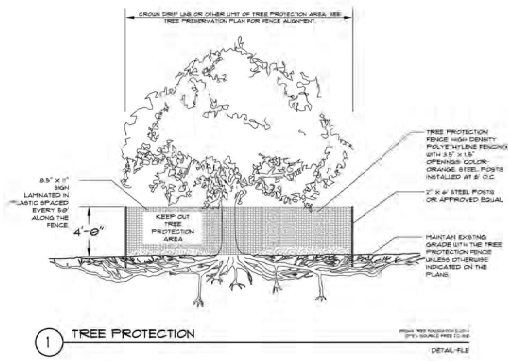 CROWN DRIP LINE OR OTHER LIMIT OF TREE PROTECTION AREA. SEE
TREE PRESERVATION PLAN FOR FENCE ALIGNMENT.
TREE PROTECTION
FENCE: HIGH DENSITY
POLYETHYLENE FENCING
WITH 3.5" X 1.5"
OPENINGS; COLOR-
ORANGE. STEEL POSTS
INSTALLED AT 8' O.C.
2" X 6' STEEL POSTS
OR APPROVED EQUAL
MAINTAIN EXISTING
GRADE WITH THE TREE
PROTECTION FENCE
UNLESS OTHERWISE
INDICATED ON THE
PLANS.
8.5" X 11"
SIGN
LAMINATED IN
PLASTIC SPACED
EVERY 50'
ALONG THE
FENCE.
4'-0"
KEEP OUT
TREE
PROTECTION
AREA
1
TREE PROTECTION
DETAIL-FILE